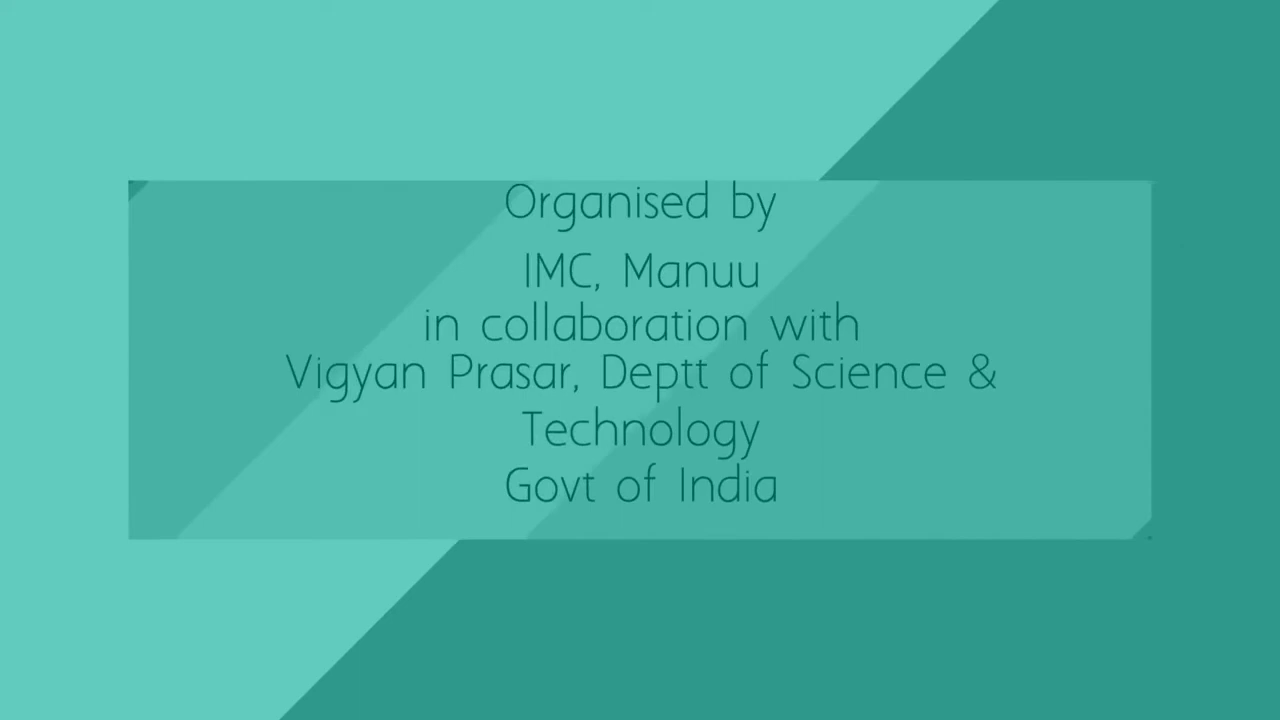 Organised by
IMC, Manuu
in collaboration with
Vigyan Prasar, Deptt of Science &
Technology
Govt of India